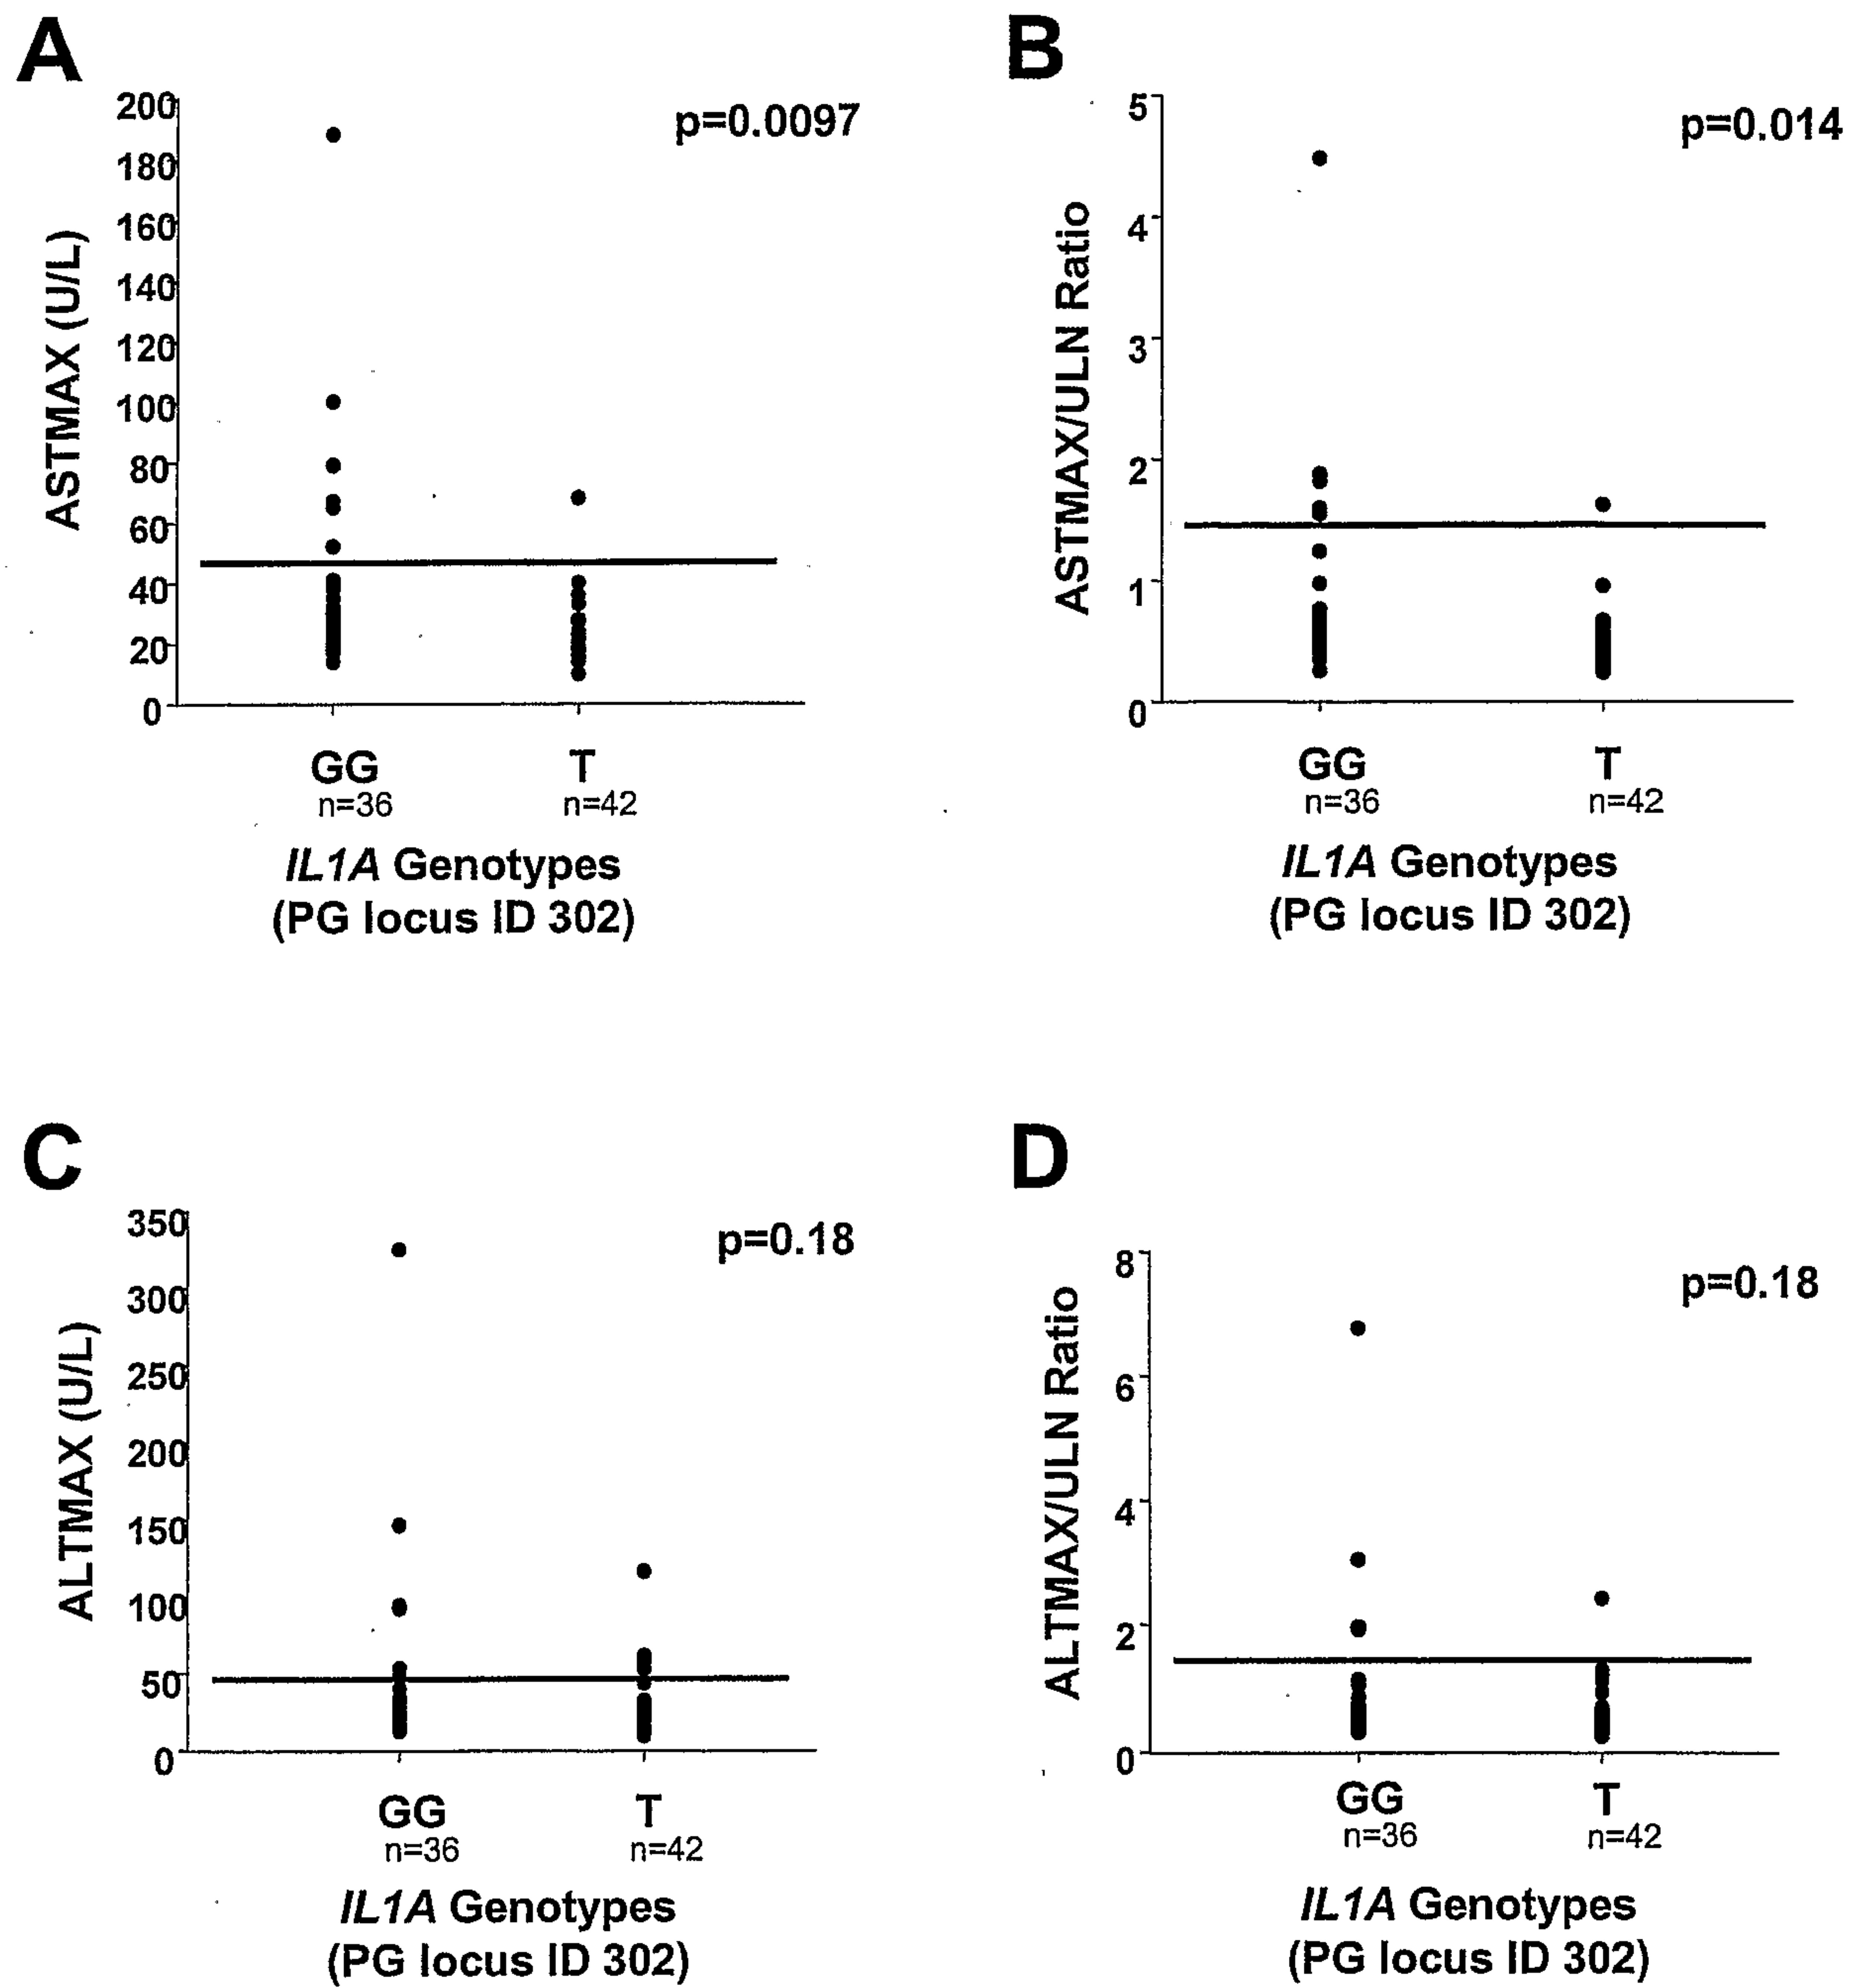 A
p=0.0097
ASTMAX (U/L)
200
180
160
140
120
100
80
60
40
20
0
GG
T
n=36
n=42
IL1A Genotypes
(PG locus ID 302)
B
p=0.014
ASTMAX/ULN Ratio
5
4
3
2
1
0
GG
T
n=36
n=42
IL1A Genotypes
(PG locus ID 302)
C
p=0.18
ALTMAX (U/L)
350
300
250
200
150
100
50
0
GG
T
n=36
n=42
IL1A Genotypes
(PG locus ID 302)
D
p=0.18
ALTMAX/ULN Ratio
8
6
4
2
0
GG
T
n=36
n=42
IL1A Genotypes
(PG locus ID 302)